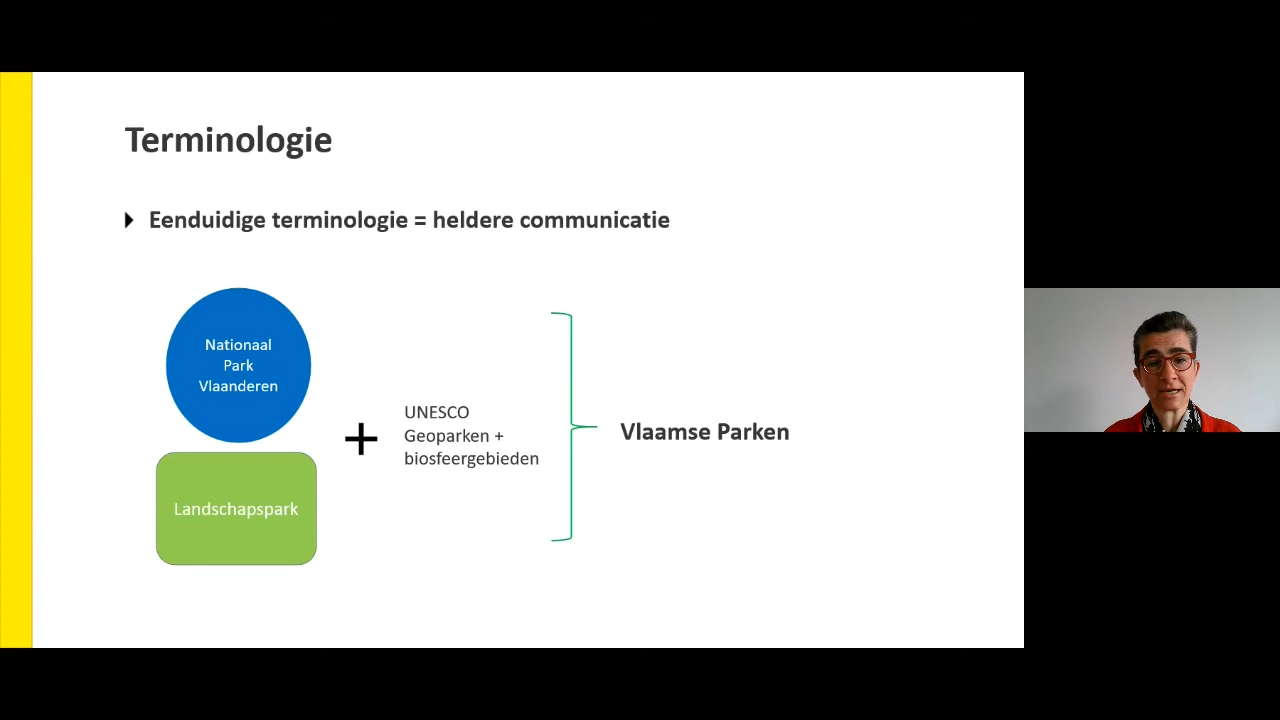 Terminologie
Eenduidige terminologie = heldere communicatie
Nationaal
Park
Vlaanderen
Landschapspark
+
UNESCO
Geoparken +
biosfeergebieden
Vlaamse Parken